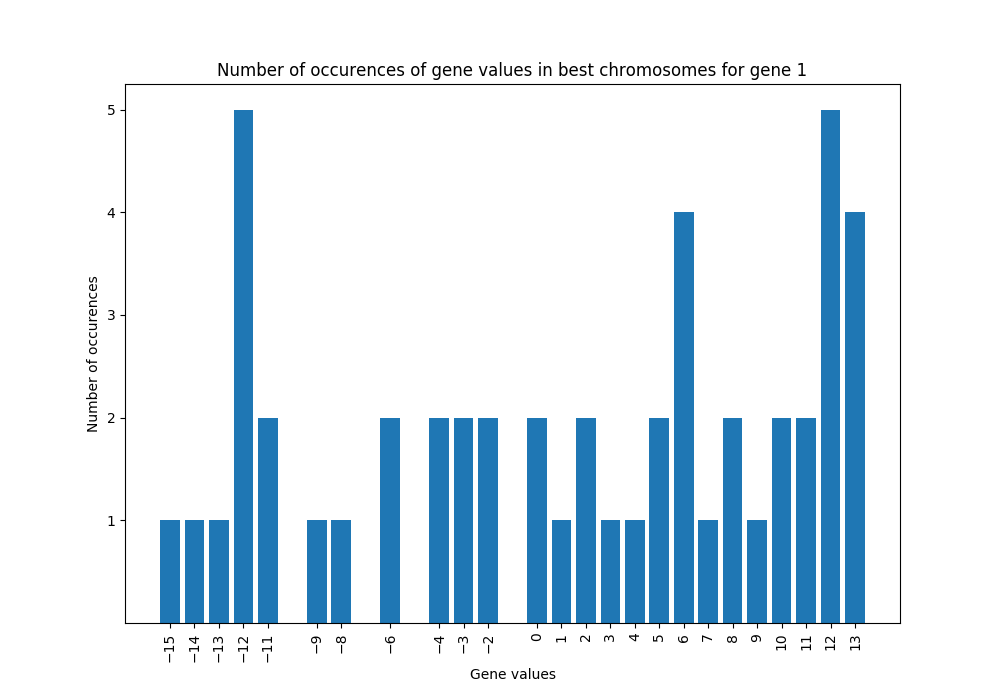 Number of occurences of gene values in best chromosomes for gene 1
5
4
3
2
1
Number of occurences
−15 −14 −13 −12 −11 −9 −8 −6 −4 −3 −2 0 1 2 3 4 5 6 7 8 9 10 11 12 13
Gene values